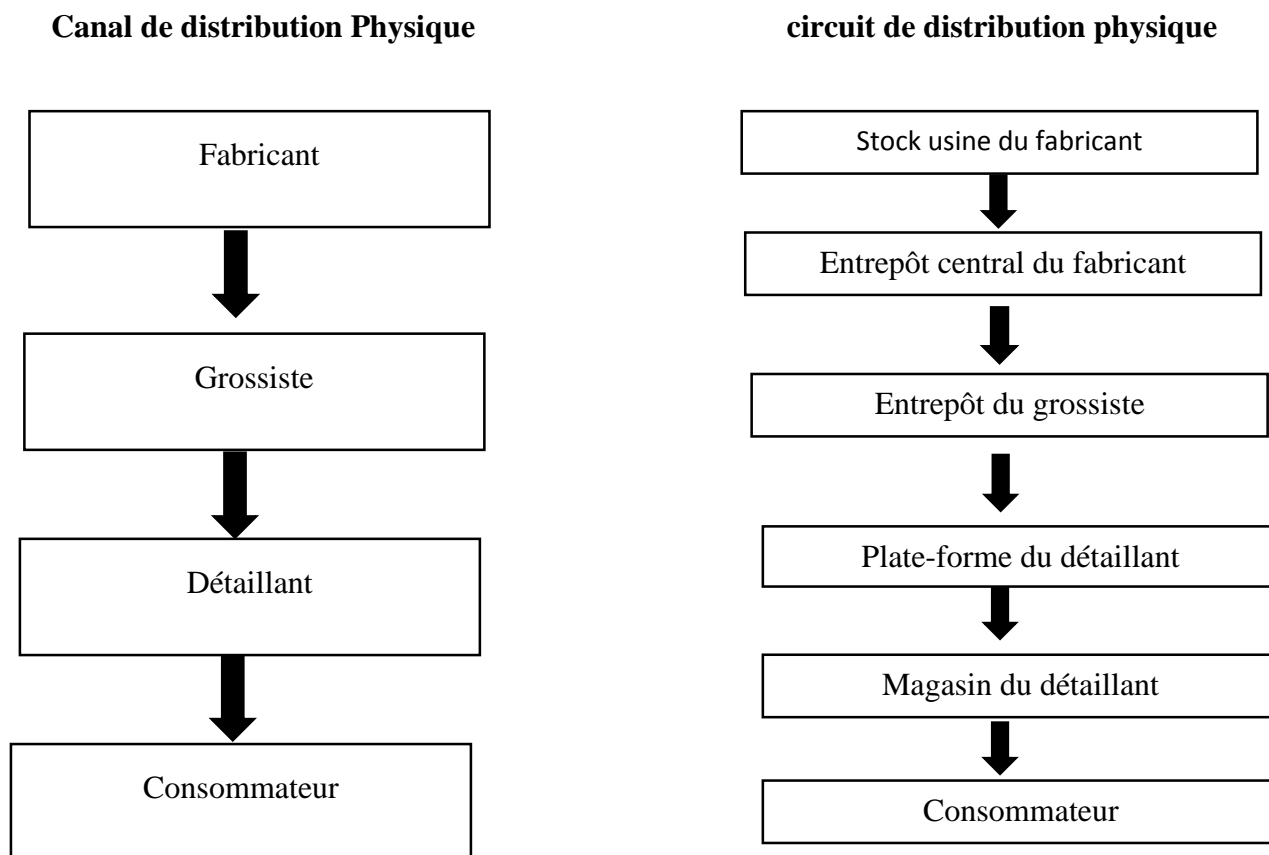 Canal de distribution Physique
Fabricant
Grossiste
Détaillant
Consommateur
circuit de distribution physique
Stock usine du fabricant
Entrepôt central du fabricant
Entrepôt du grossiste
Plate-forme du détaillant
Magasin du détaillant
Consommateur